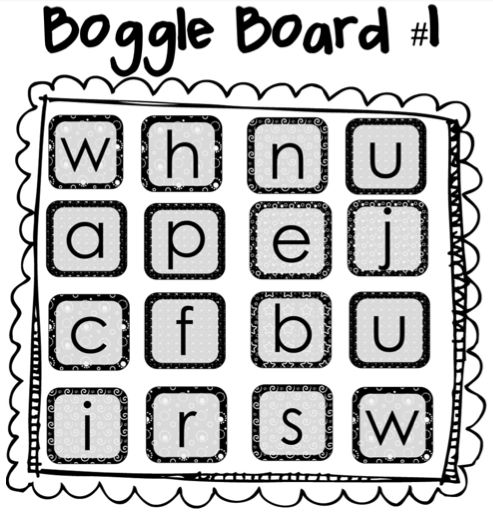 Boggle Board #1
w h n u
a p e j
c f b u
i r s w